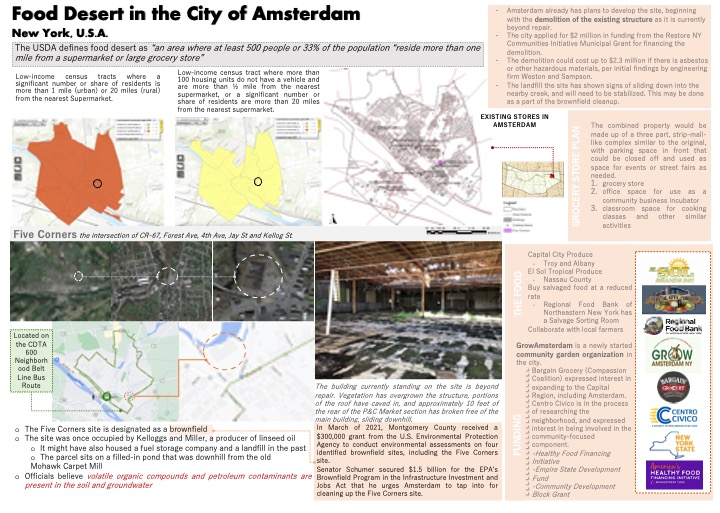 Food Desert in the City of Amsterdam
New York, U.S.A.
The USDA defines food desert as "an area where at least 500 people or 33% of the population "reside more one
mile from a supermarket or large grocery store"
Low-income census tracts where a
significant number or share of residents is
more than 1 mile (urban) or 20 miles (rural)
from the nearest Supermarket.
Low-income census tract where more than
100 housing units do not have a vehicle and
are more than ½ mile from the nearest
supermarket, or a significant number or
share of residents are more than 20 miles
from the nearest supermarket.
- Amsterdam already has plans to develop the site, beginning
with the demolition of the existing structure as it is currently
beyond repair.
- The city applied for $2 million in funding from the Restore NY
Communities Initiative Municipal Grant for financing the
demolition.
- The demolition could cost up to $2.3 million if there is asbestos
or other hazardous materials, per initial findings by engineering
firm Weston and Sampson.
- The landfill the site has shown signs of sliding down into the
nearby creek, and will need to be stabilized. This may be done
as a part of the brownfield cleanup.
EXISTING STORES IN
AMSTERDAM
The combined property would be
made up of a three part, strip-mall-
like complex similar to the original,
with parking space in front that
could be closed off and used as
space for events or street fairs as
needed.
1. grocery store
2. office space for use as a
community business incubator
3. classroom space for cooking
classes and other similar
activities
Five Corners the intersection of CR-67, Forest Ave, 4th Ave, Jay St and Kellog St.
Located on
the CDTA
600
Neighborh
ood Belt
Line Bus
Route
The building currently standing on the site is beyond
repair. Vegetation has overgrown the structure, portions
of the roof have caved in, and approximately 10 feet of
the rear of the P&C Market section has broken free of the
main building, sliding downhill.
o The Five Corners site is designated as a brownfield
o The site was once occupied by Kelloggs and Miller, a producer of linseed oil
o It might have also housed a fuel storage company and a landfill in the past
o The parcel sits on a filled-in pond that was downhill from the old
Mohawk Carpet Mill
o Officials believe volatile organic compounds and petroleum contaminants are
present in the soil and groundwater
In March of 2021, Montgomery County received a
$300,000 grant from the U.S. Environmental Protection
Agency to conduct environmental assessments on four
identified brownfield sites, including the Five Corners
site.
Senator Schumer secured $1.5 billion for the EPA's
Brownfield Program in the Infrastructure Investment and
Jobs Act that he urges Amsterdam to tap into for
cleaning up the Five Corners site.
THE FOOD
Capital City Produce
- Troy and Albany
El Sol Tropical Produce
- Nassau County
Buy salvaged food at a reduced
rate
- Regional Food Bank of
Northeastern New York has
a Salvage Sorting Room
Collaborate with local farmers
GrowAmsterdam is a newly started
community garden organization in
the city.
Bargain Grocery (Compassion
Coalition) expressed interest in
expanding to the Capital
Region, including Amsterdam.
Centro Civico is in the process
of researching the
neighborhood, and expressed
interest in being involved in the
community-focused
component.
-Healthy Food Financing
Initiative
-Empire State Development
Fund
-Community Development
Block Grant
Regional
Food Bank
GROW
AMSTERDAM NY
BARGAIN
GROCERY
CENTRO
CIVICO
NEW YORK
STATE
America's
HEALTHY FOOD
FINANCING INITIATIVE